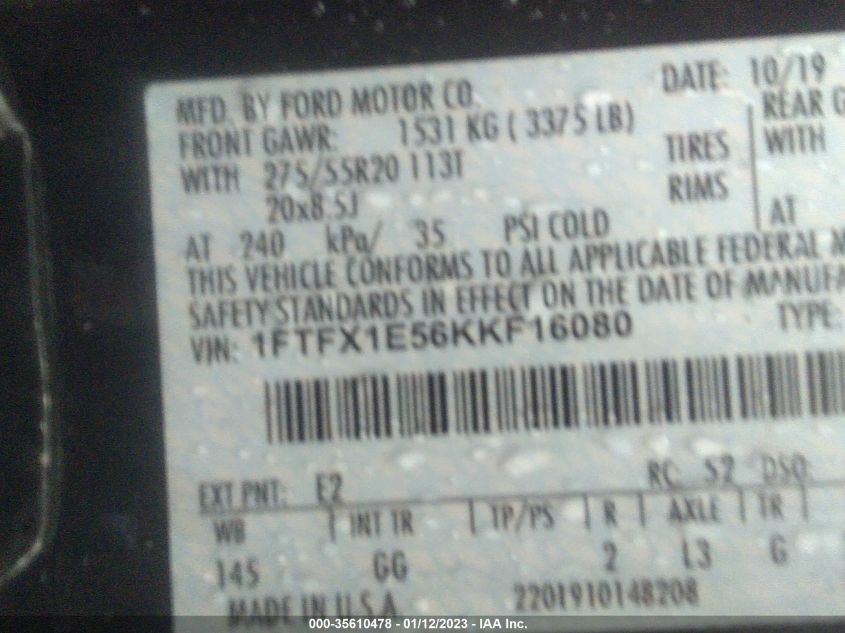 MFD. BY FORD MOTOR CO. DATE: 10/19
FRONT GAWR: 1531 KG ( 3375 LB) REAR G
WITH 275/55R20 113T TIRES WITH
20x8.5J RIMS
AT 240 kPa/ 35 PSI COLD AT
THIS VEHICLE CONFORMS TO ALL APPLICABLE FEDERAL M
SAFETY STANDARDS IN EFFECT ON THE DATE OF MANUFA
VIN: 1FTFX1E56KKF16080 TYPE:
EXT PNT: E2 RC: 52 DSO:
WB INT TR TP/PS R AXLE TR
145 GG 2 L3 G
MADE IN U.S.A. 2201910148208
000-35610478 - 01/12/2023 - IAA Inc.